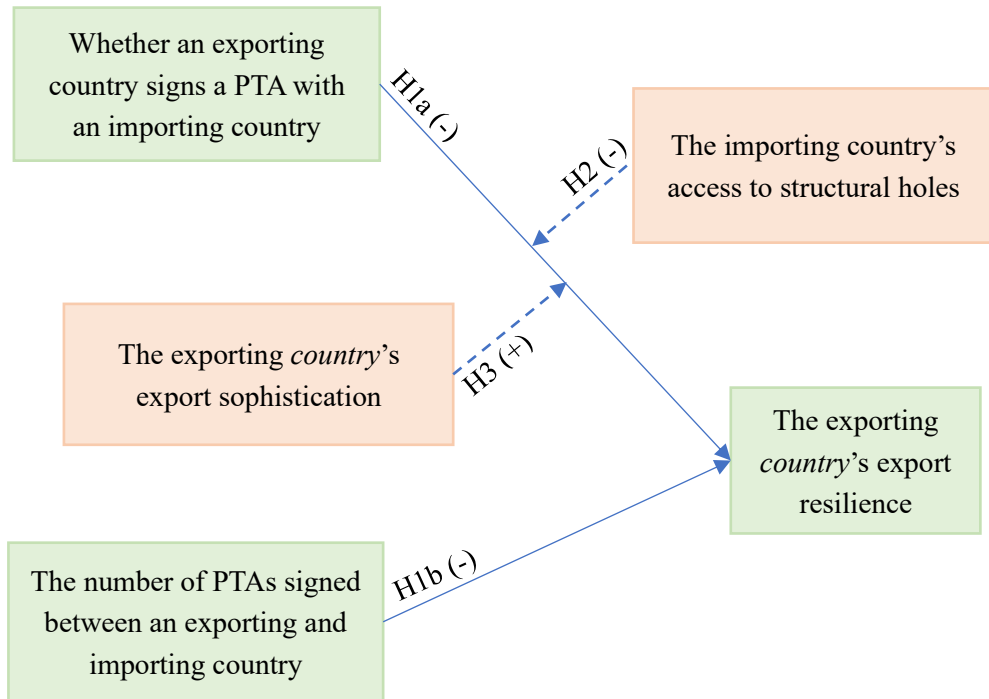 Whether an exporting
country signs a PTA with
an importing country
H1a (-)
H2 (-)
The importing country’s
access to structural holes
The exporting country’s
export sophistication
H3 (+)
The exporting
country’s export
resilience
H1b (-)
The number of PTAs signed
between an exporting and
importing country